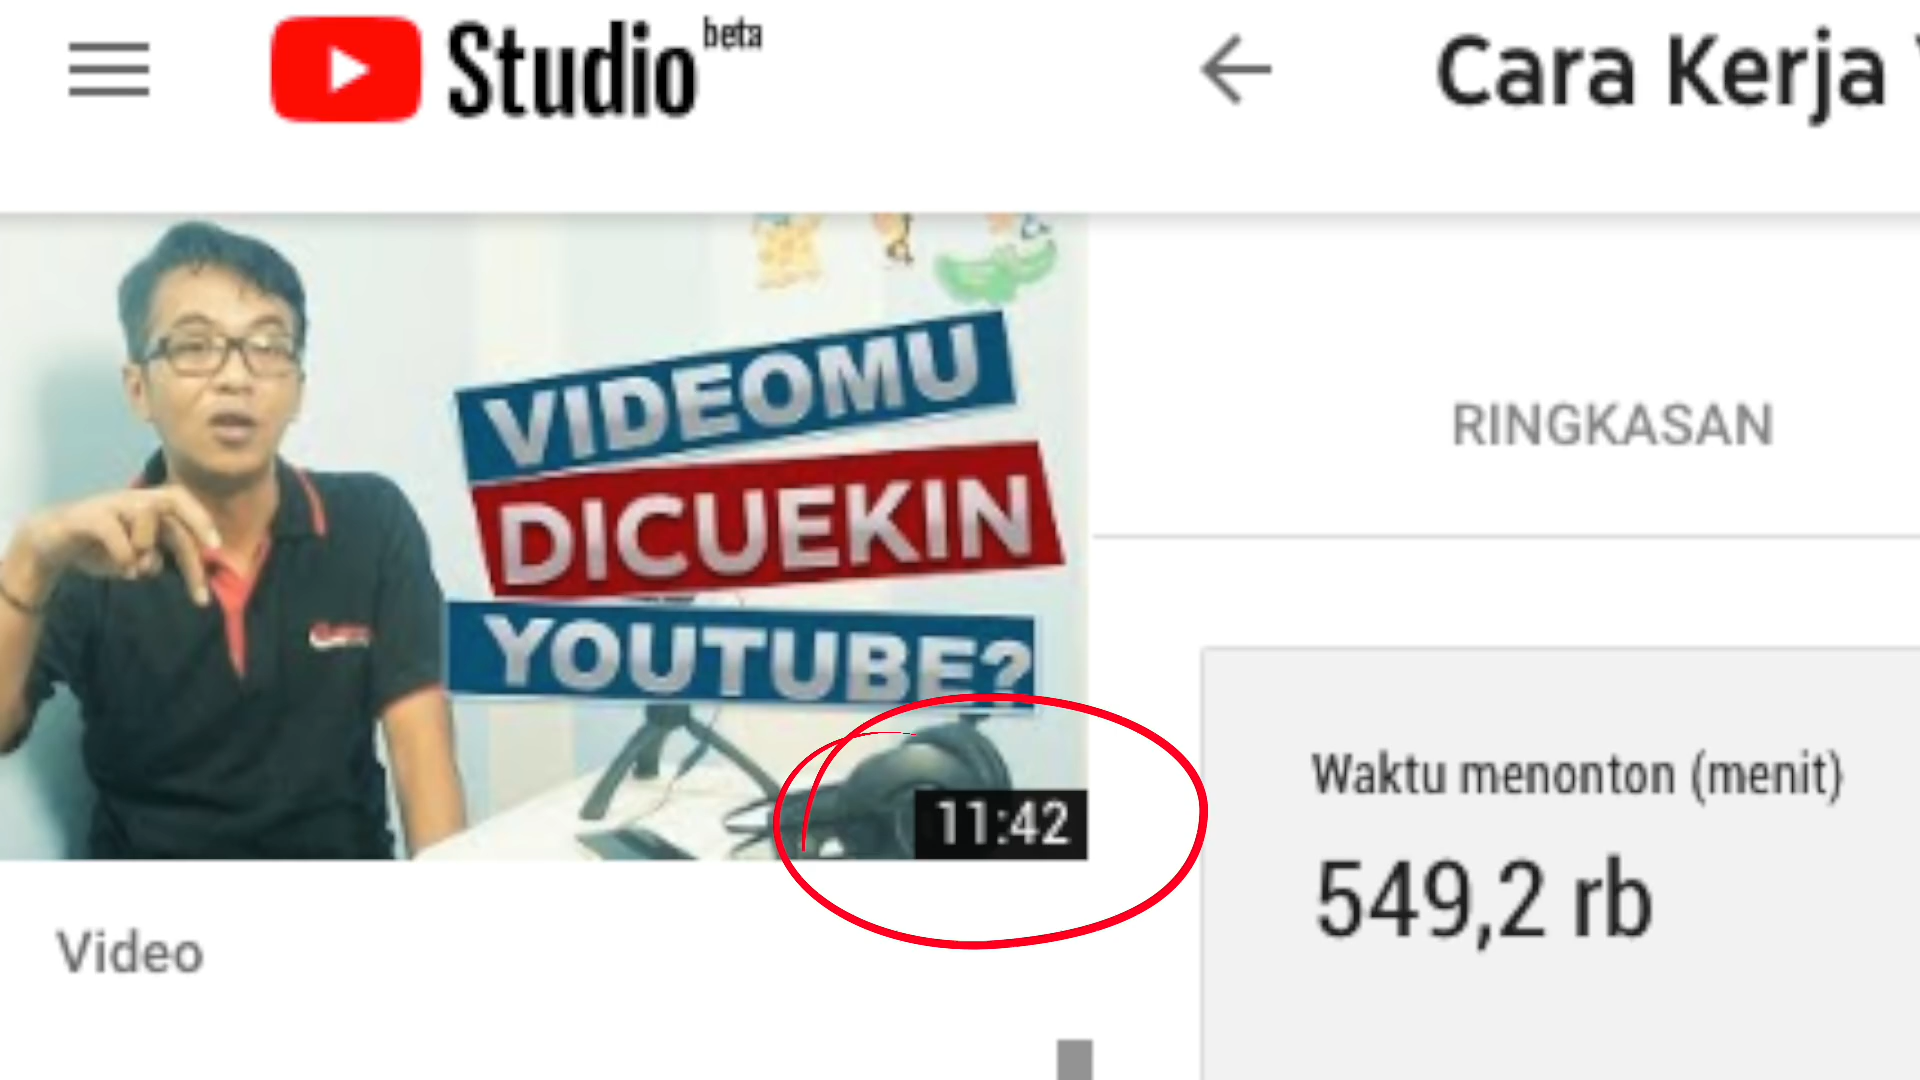 Studio beta
Cara Kerja
VIDEOMU
DICUEKIN
YOUTUBE?
11:42
Video
RINGKASAN
Waktu menonton (menit)
549,2 rb